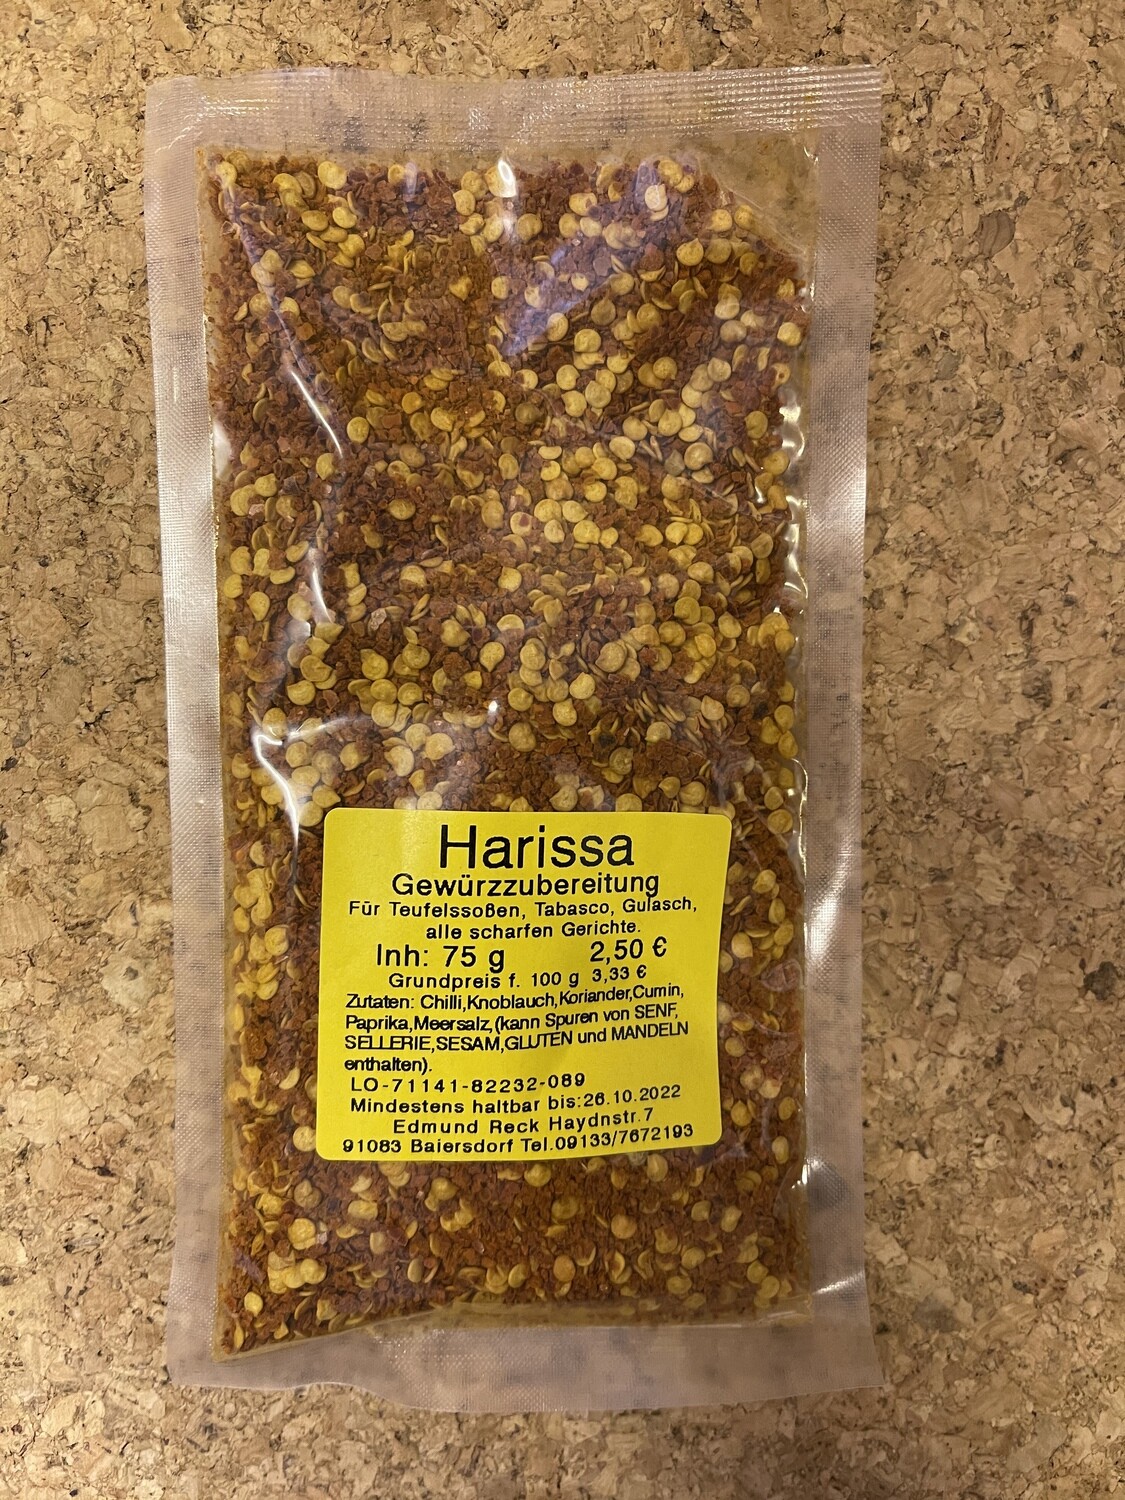 Harissa
Gewürzzubereitung
Für Teufelssoßen, Tabasco, Gulasch,
alle scharfen Gerichte.
Inh: 75 g 2,50 €
Grundpreis f. 100 g 3,33 €
Zutaten: Chilli,Knoblauch,Koriander,Cumin,
Paprika,Meersalz,(kann Spuren von SENF,
SELLERIE,SESAM,GLUTEN und MANDELN
enthalten).
LO-71141-82232-089
Mindestens haltbar bis:26.10.2022
Edmund Reck Haydnstr.7
91083 Baiersdorf Tel.09133/7672193